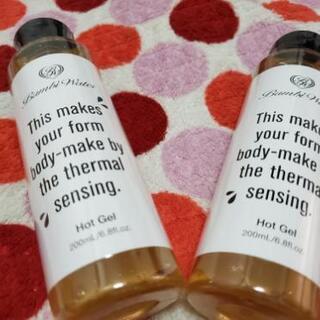 Bambi Water
This makes
your form
body-make by
the thermal
sensing.
Hot Gel
200mL/6.8fl.oz.
Bambi Water
This make
your form
body-make
the therma
sensing.
Hot Gel
200mL/6.8fl.oz